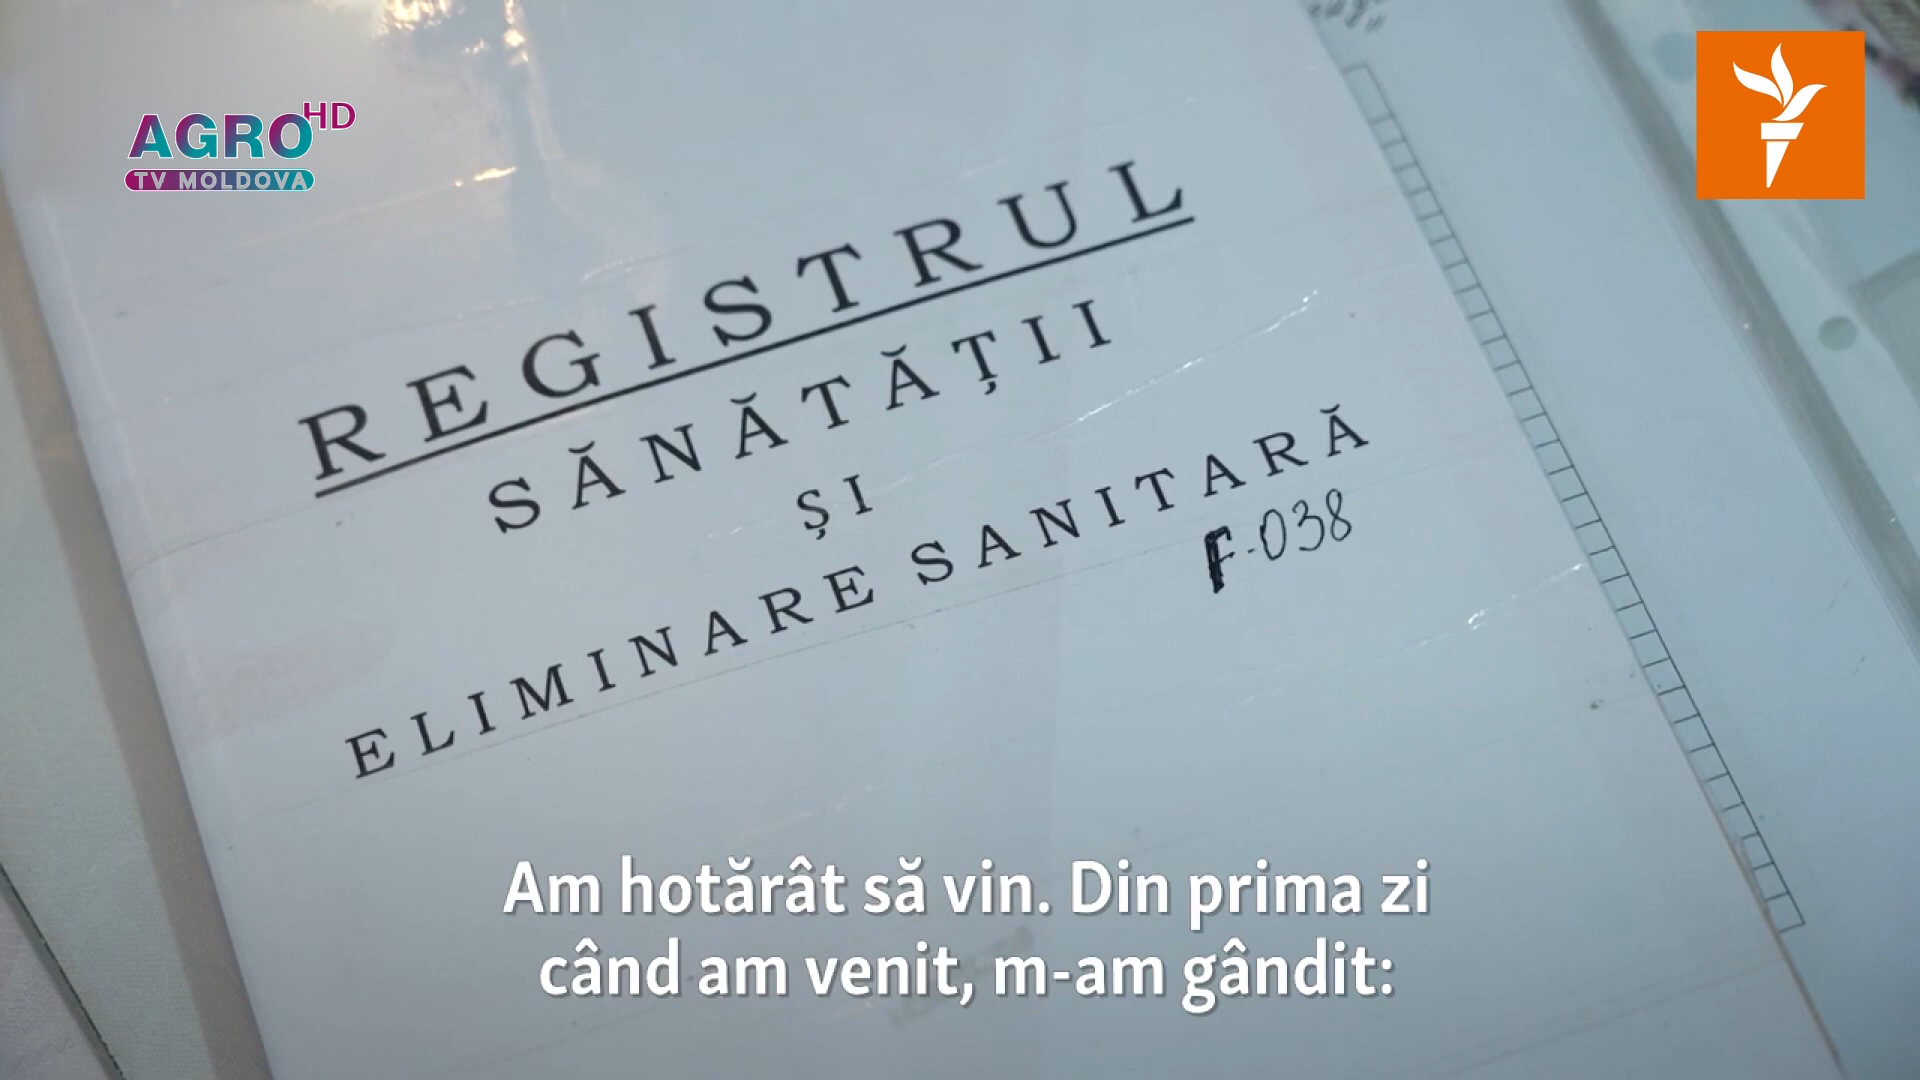 AGRO HD
TV MOLDOVA
REGISTRUL
SĂNĂTĂȚII
ȘI
ELIMINARE SANITARĂ
F-038
Am hotărât să vin. Din prima zi
când am venit, m-am gândit: